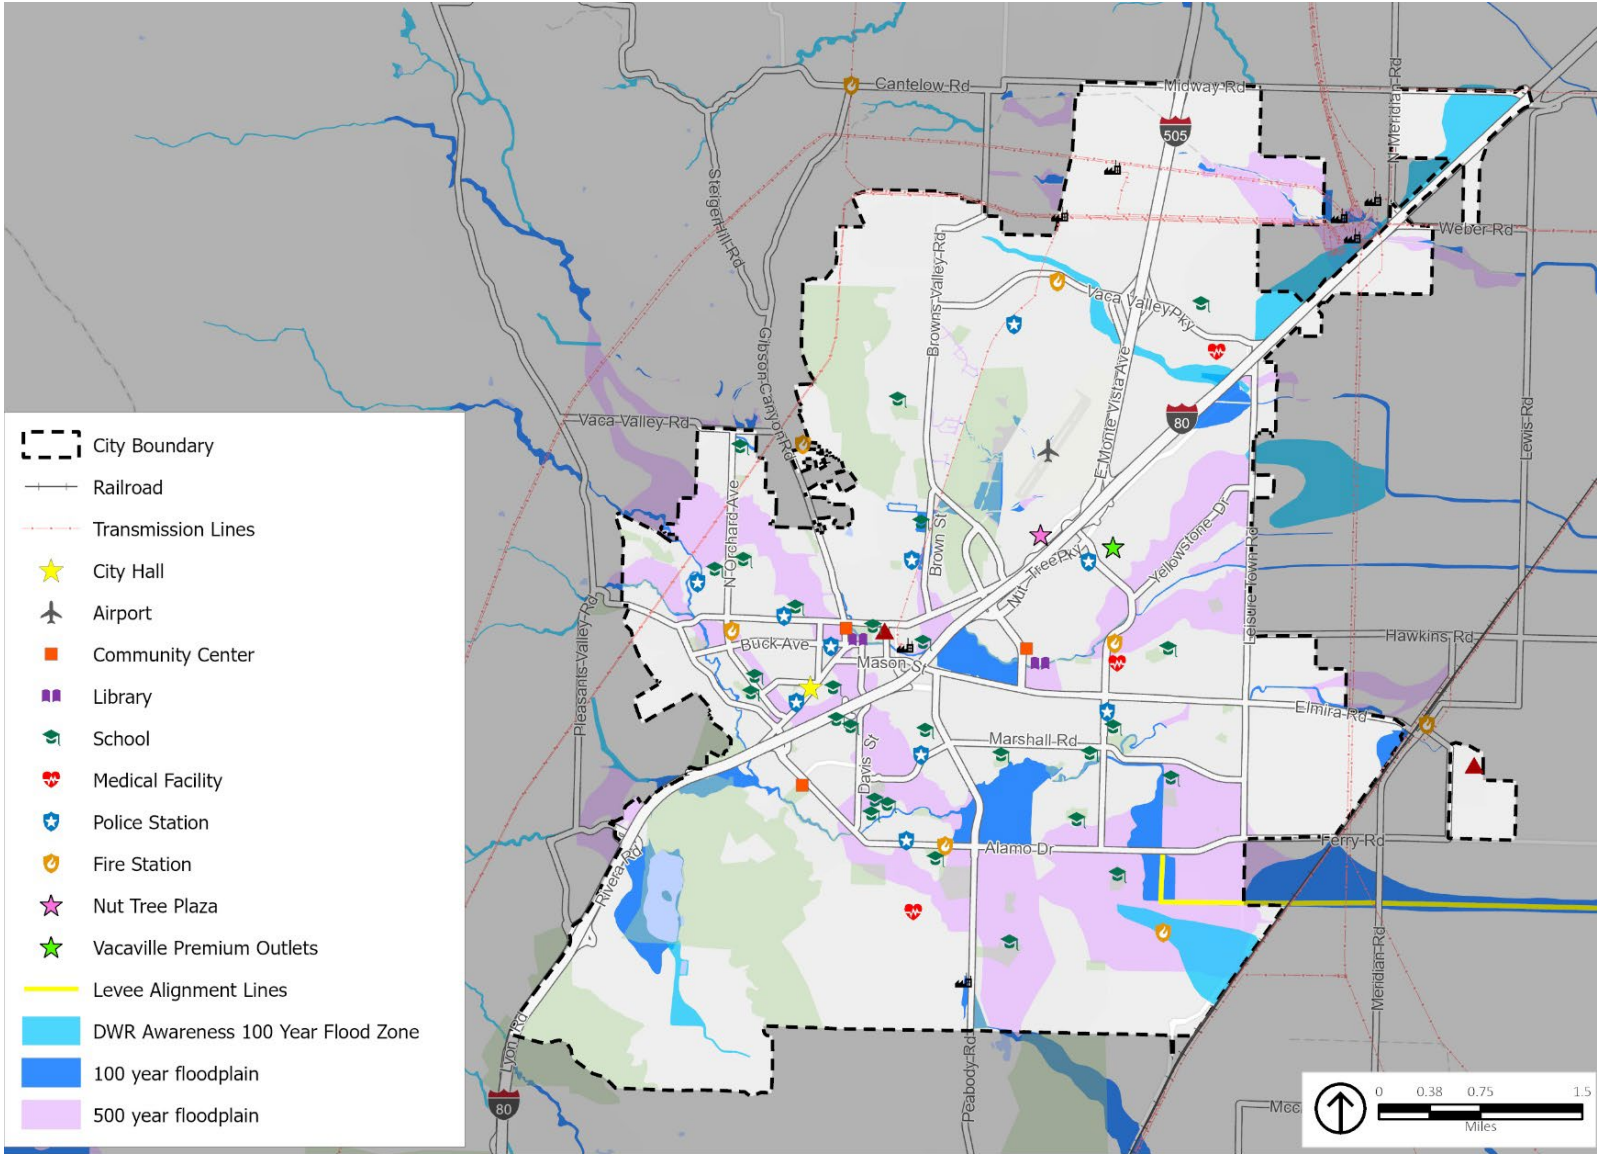 Cantelow Rd
Midway Rd
N-Meridian-Rd
505
Steiger Hill-Rd
Weber Rd
Browns-Valley-Rd
Vaca Valley Pky
Gibson-Canyon-Rd
E-Monte Vista Ave
80
Lewis-Rd
Vaca-Valley-Rd
N-Orchard-Ave
Brown St
Nut Tree Pky
Yellowstone-Dr
Leisure-Town-Rd
Pleasants-Valley-Rd
Buck-Ave
Mason St
Hawkins Rd
Elmira Rd
Marshall Rd
Davis St
Alamo Dr
Ferry-Rd
Rivera-Rd
Meridian-Rd
Peabody-Rd
Lyon Rd
80
City Boundary
Railroad
Transmission Lines
City Hall
Airport
Community Center
Library
School
Medical Facility
Police Station
Fire Station
Nut Tree Plaza
Vacaville Premium Outlets
Levee Alignment Lines
DWR Awareness 100 Year Flood Zone
100 year floodplain
500 year floodplain
0 0.38 0.75 1.5
Miles